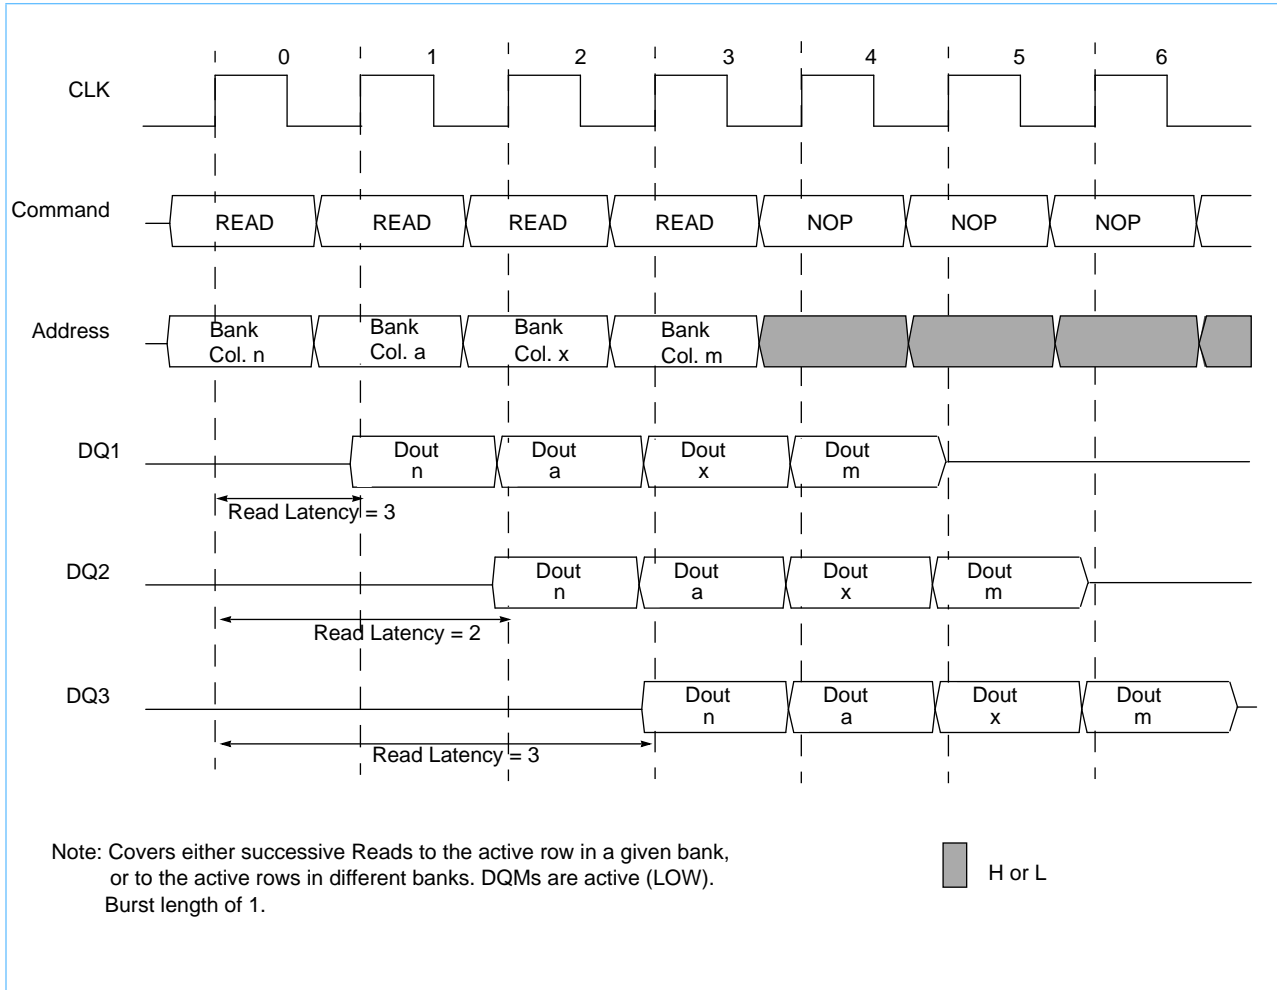 0 1 2 3 4 5 6
CLK
Command READ READ READ READ NOP NOP NOP
Address Bank Bank Bank Bank
Col. n Col. a Col. x Col. m
DQ1 Dout Dout Dout Dout
n a x m
Read Latency = 3
DQ2 Dout Dout Dout Dout
n a x m
Read Latency = 2
DQ3 Dout Dout Dout Dout
n a x m
Read Latency = 3
Note: Covers either successive Reads to the active row in a given bank,
or to the active rows in different banks. DQMs are active (LOW).
Burst length of 1.
H or L